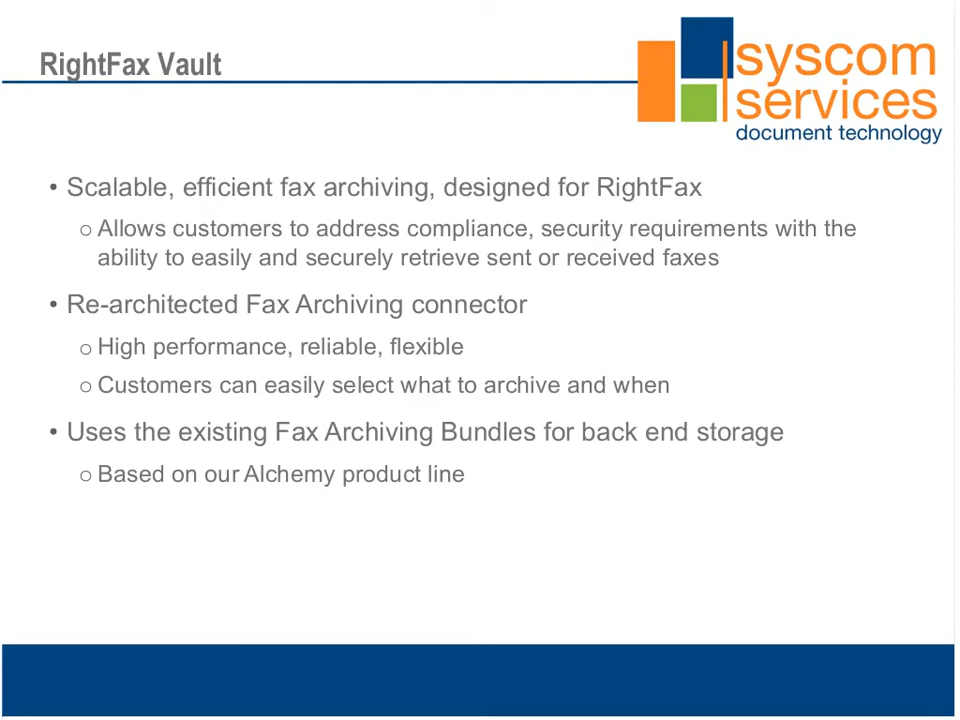 RightFax Vault
syscom
services
document technology
• Scalable, efficient fax archiving, designed for RightFax
○ Allows customers to address compliance, security requirements with the
ability to easily and securely retrieve sent or received faxes
• Re-architected Fax Archiving connector
○ High performance, reliable, flexible
○ Customers can easily select what to archive and when
• Uses the existing Fax Archiving Bundles for back end storage
○ Based on our Alchemy product line